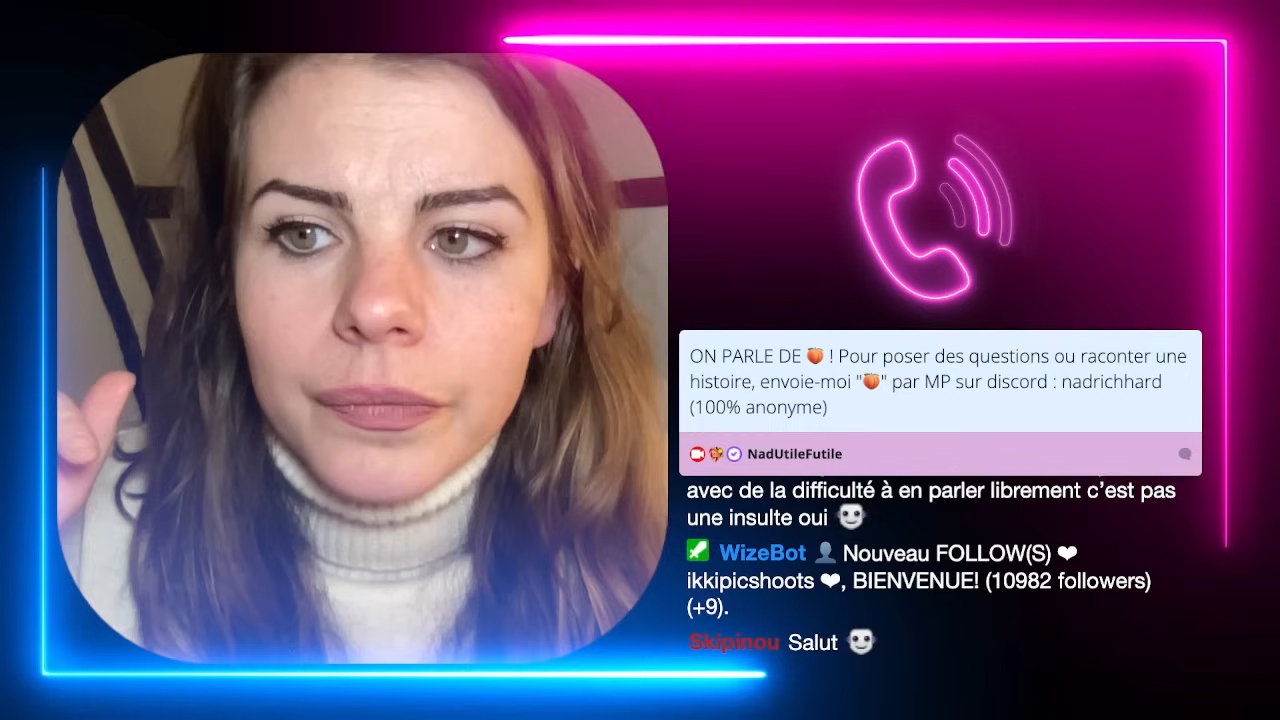 ON PARLE DE 🍑 ! Pour poser des questions ou raconter une
histoire, envoie-moi "🍑" par MP sur discord : nadrichhard
(100% anonyme)
NadUtileFutile
avec de la difficulté à en parler librement c’est pas
une insulte oui
WizeBot 👤 Nouveau FOLLOW(S) ❤
ikkipicshoots ❤, BIENVENUE! (10982 followers)
(+9).
Skipinou Salut